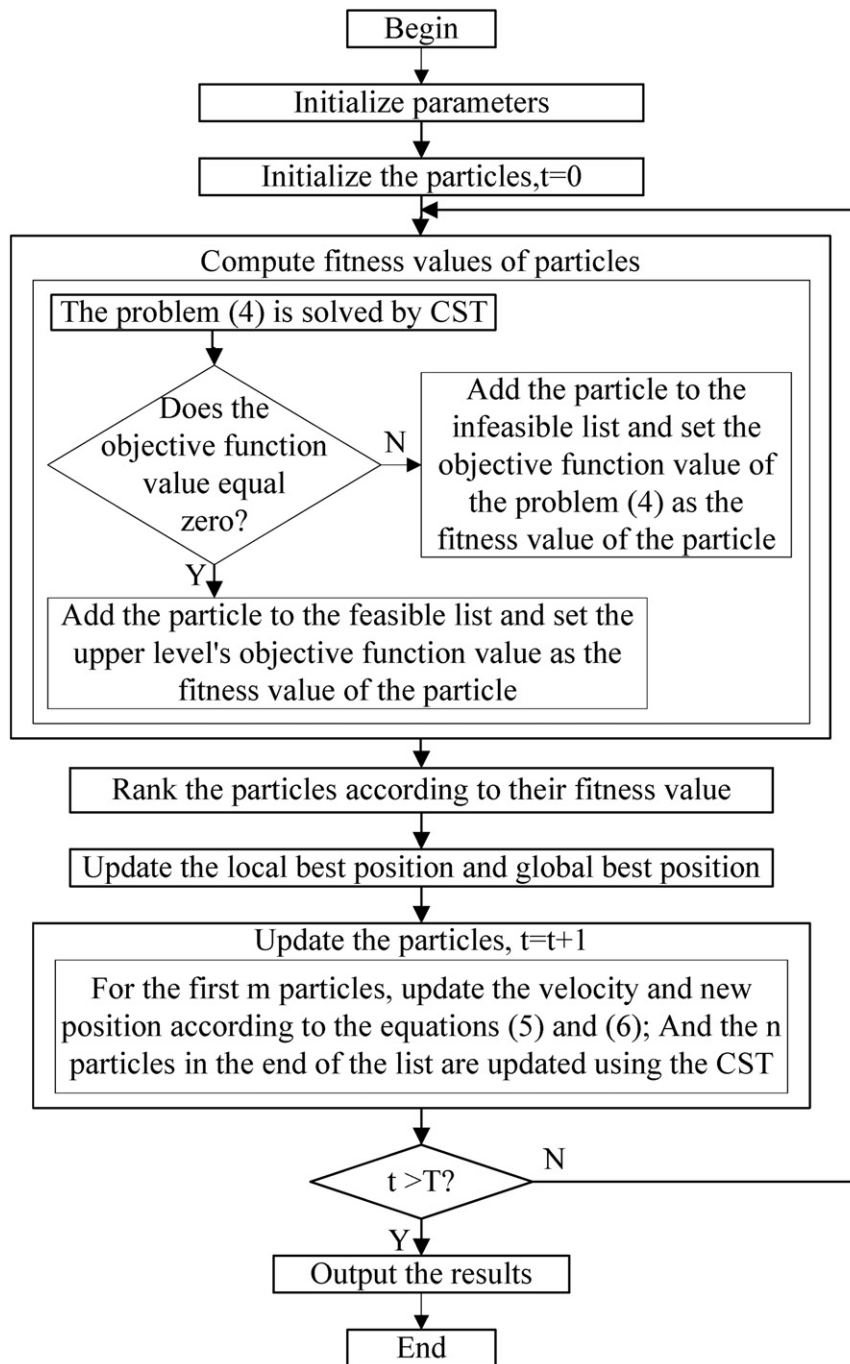 Begin
Initialize parameters
Initialize the particles,t=0
Compute fitness values of particles
The problem (4) is solved by CST
Does the
objective function
value equal
zero?
N
Add the particle to the
infeasible list and set the
objective function value of
the problem (4) as the
fitness value of the particle
Y
Add the particle to the feasible list and set the
upper level's objective function value as the
fitness value of the particle
Rank the particles according to their fitness value
Update the local best position and global best position
Update the particles, t=t+1
For the first m particles, update the velocity and new
position according to the equations (5) and (6); And the n
particles in the end of the list are updated using the CST
t >T?
N
Y
Output the results
End